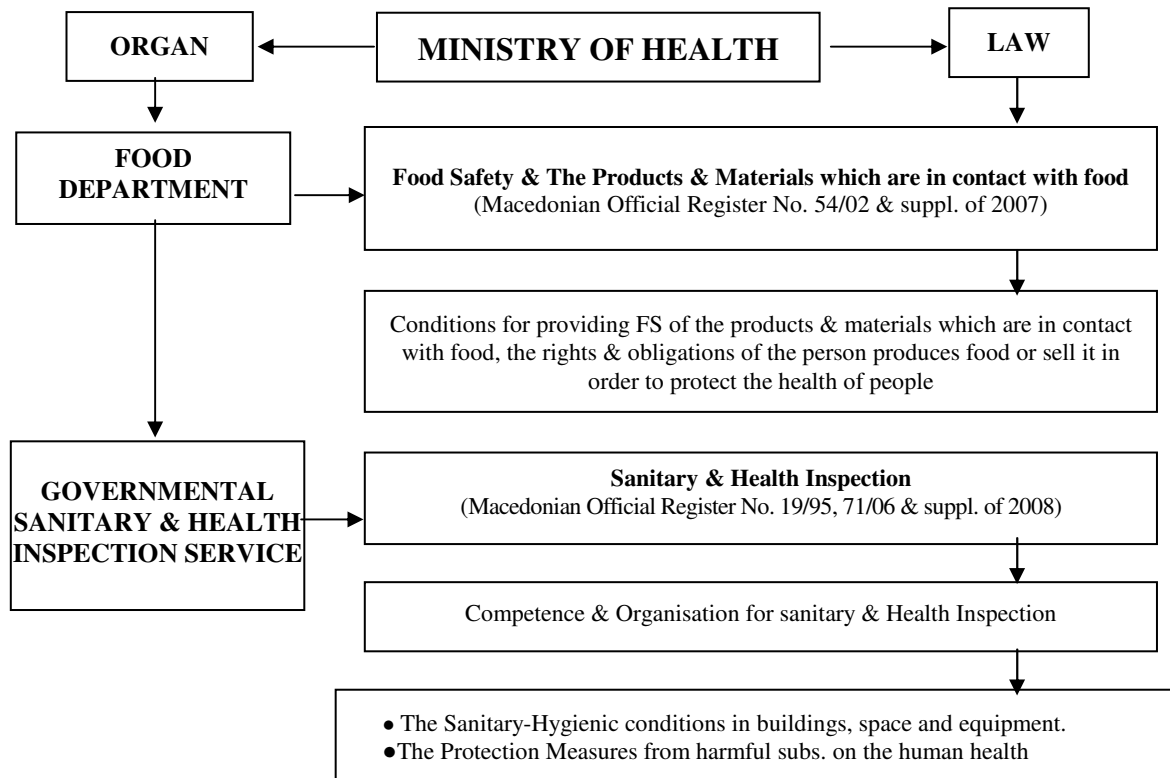 ORGAN
MINISTRY OF HEALTH
LAW
FOOD
DEPARTMENT
Food Safety & The Products & Materials which are in contact with food
(Macedonian Official Register No. 54/02 & suppl. of 2007)
Conditions for providing FS of the products & materials which are in contact
with food, the rights & obligations of the person produces food or sell it in
order to protect the health of people
GOVERNMENTAL
SANITARY & HEALTH
INSPECTION SERVICE
Sanitary & Health Inspection
(Macedonian Official Register No. 19/95, 71/06 & suppl. of 2008)
Competence & Organisation for sanitary & Health Inspection
● The Sanitary-Hygienic conditions in buildings, space and equipment.
●The Protection Measures from harmful subs. on the human health